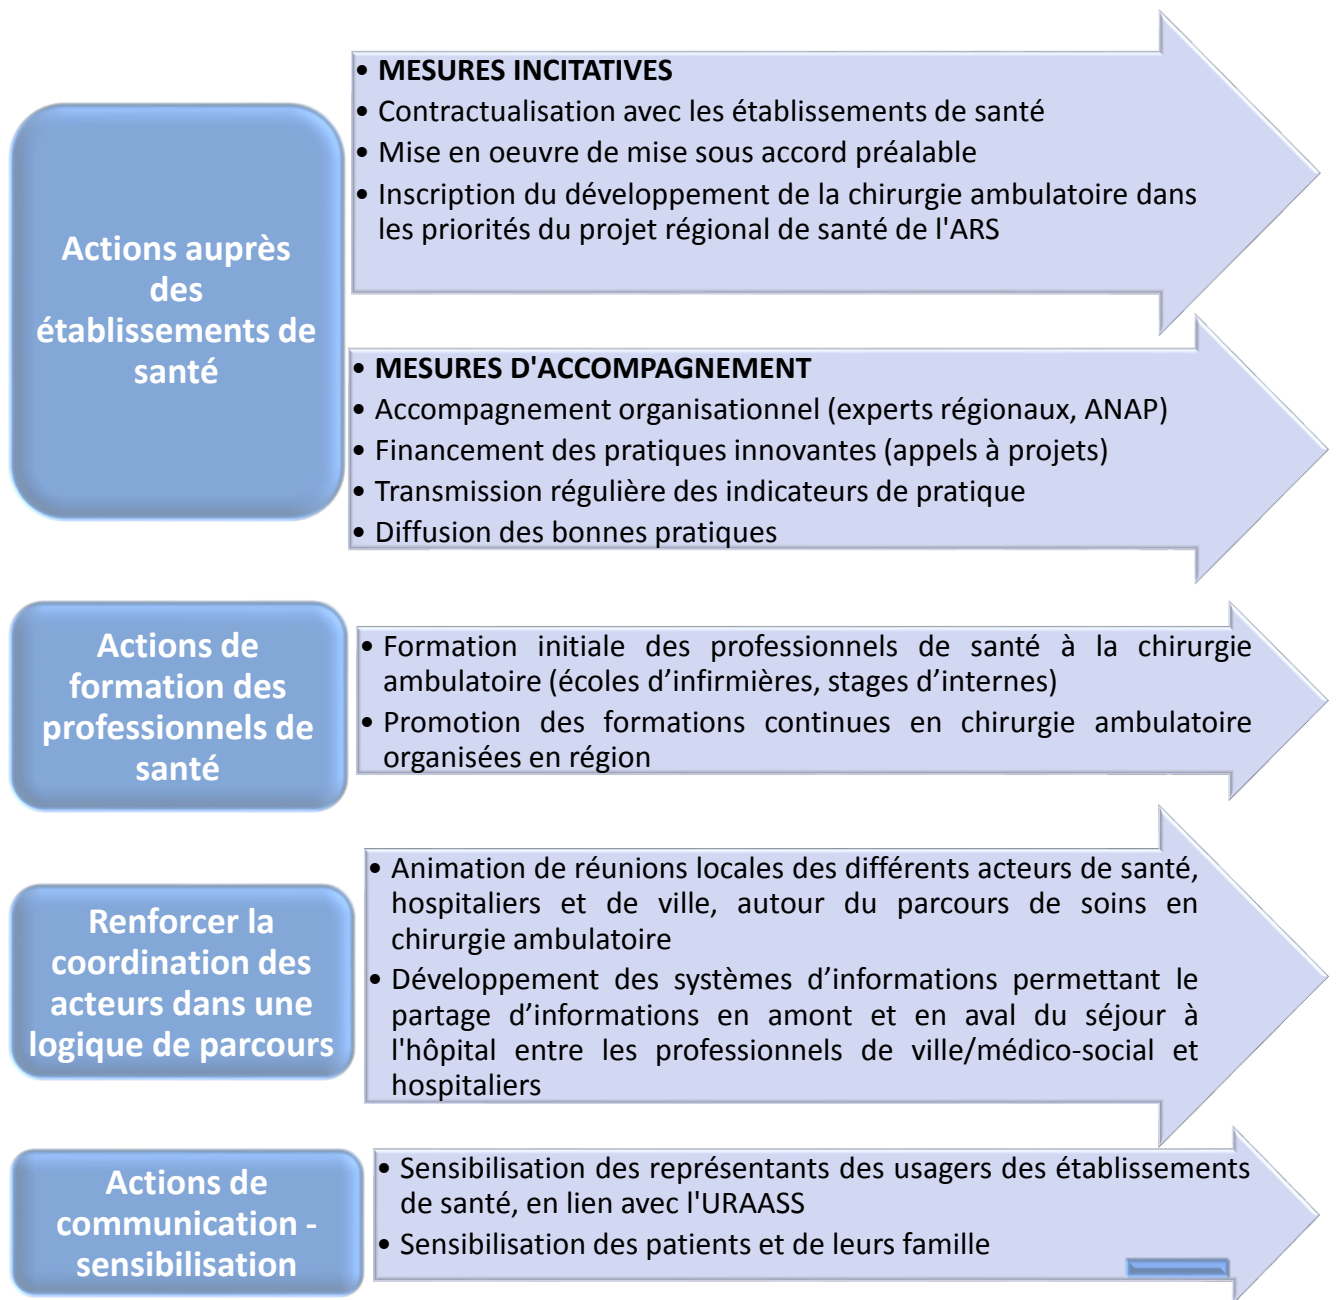 Actions auprès
des
établissements de
santé
• MESURES INCITATIVES
• Contractualisation avec les établissements de santé
• Mise en oeuvre de mise sous accord préalable
• Inscription du développement de la chirurgie ambulatoire dans
les priorités du projet régional de santé de l'ARS
• MESURES D'ACCOMPAGNEMENT
• Accompagnement organisationnel (experts régionaux, ANAP)
• Financement des pratiques innovantes (appels à projets)
• Transmission régulière des indicateurs de pratique
• Diffusion des bonnes pratiques
Actions de
formation des
professionnels de
santé
• Formation initiale des professionnels de santé à la chirurgie
ambulatoire (écoles d’infirmières, stages d’internes)
• Promotion des formations continues en chirurgie ambulatoire
organisées en région
Renforcer la
coordination des
acteurs dans une
logique de parcours
• Animation de réunions locales des différents acteurs de santé,
hospitaliers et de ville, autour du parcours de soins en
chirurgie ambulatoire
• Développement des systèmes d’informations permettant le
partage d’informations en amont et en aval du séjour à
l'hôpital entre les professionnels de ville/médico-social et
hospitaliers
Actions de
communication -
sensibilisation
• Sensibilisation des représentants des usagers des établissements
de santé, en lien avec l'URAASS
• Sensibilisation des patients et de leurs famille